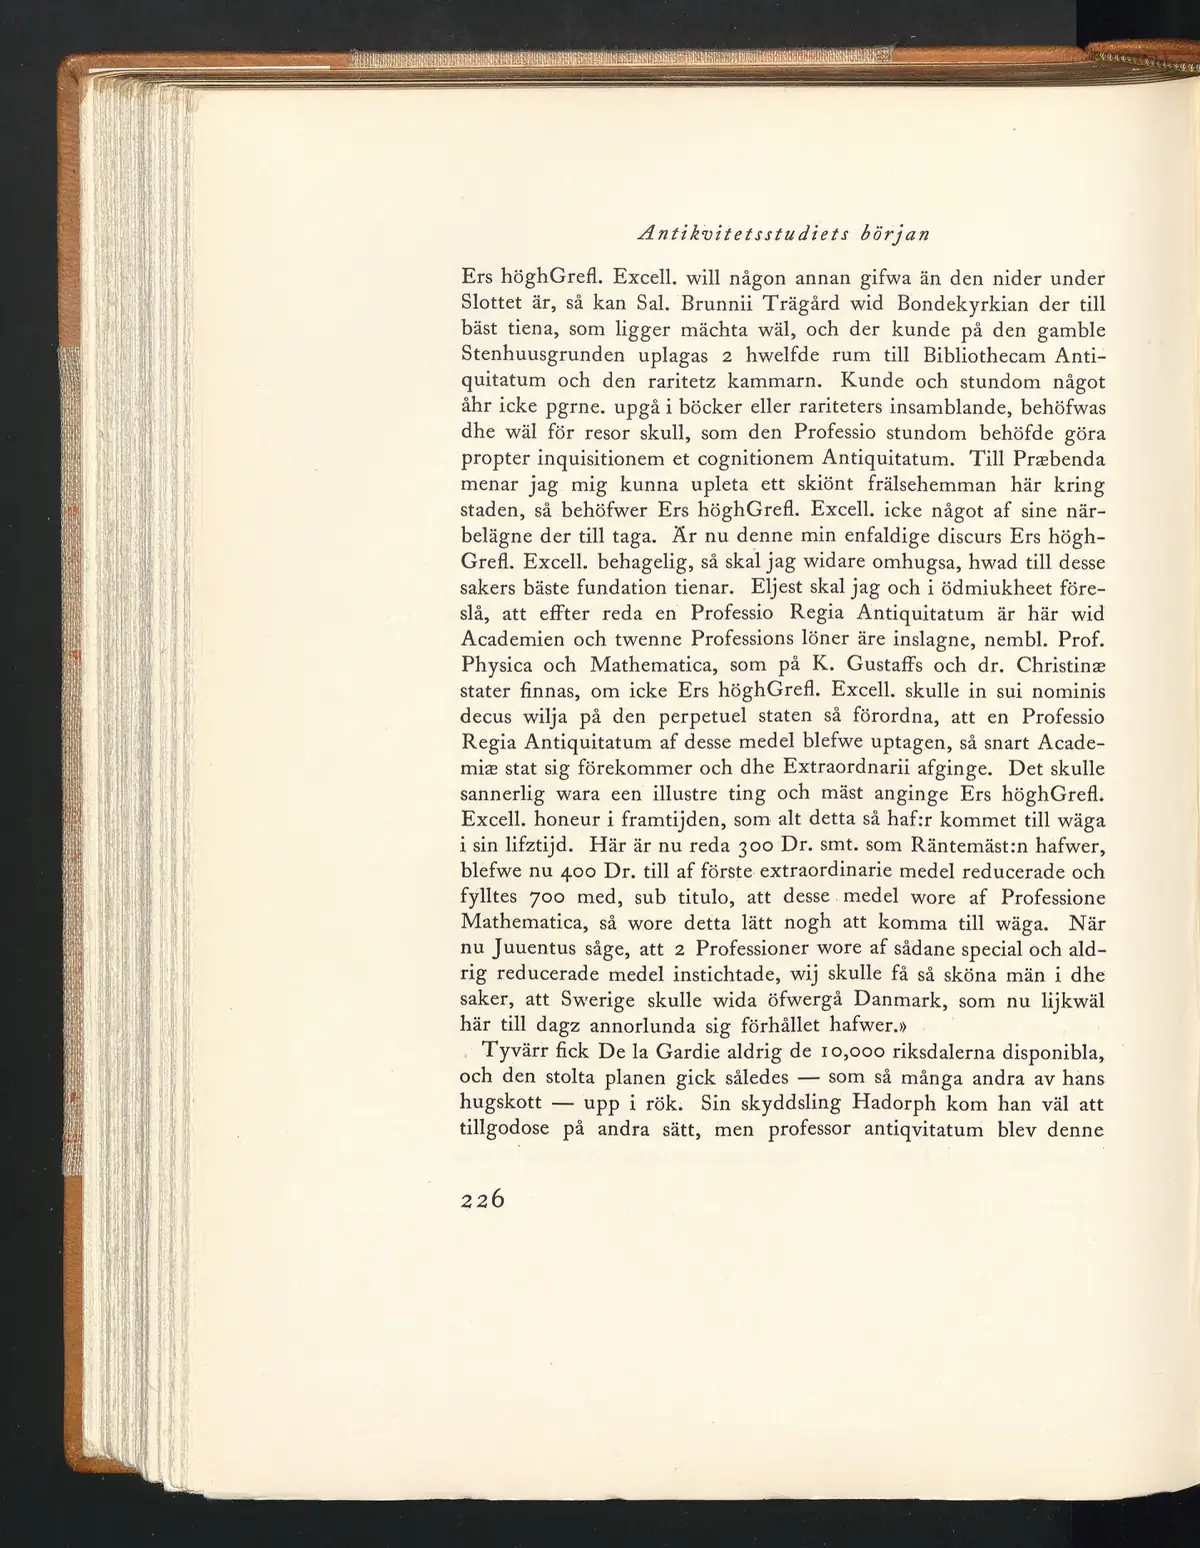 Antikvitetsstudiets början
Ers höghGrefl. Excell. will någon annan gifwa än den nider under
Slottet är, så kan Sal. Brunnii Trägård wid Bondekyrkian der till
bäst tiena, som ligger mächta wäl, och der kunde på den gamble
Stenhuusgrunden uplagas 2 hwelfde rum till Bibliothecam Anti-
quitatum och den raritetz kammarn. Kunde och stundom något
åhr icke pgrne. upgå i böcker eller rariteters insamblande, behöfwas
dhe wäl för resor skull, som den Professio stundom behöfde göra
propter inquisitionem et cognitionem Antiquitatum. Till Præbenda
menar jag mig kunna upleta ett skiönt frälsehemman här kring
staden, så behöfwer Ers höghGrefl. Excell. icke något af sine när-
belägne der till taga. Är nu denne min enfaldige discurs Ers högh-
Grefl. Excell. behagelig, så skal jag widare omhugsa, hwad till desse
sakers bäste fundation tienar. Eljest skal jag och i ödmiukheet före-
slå, att effter reda en Professio Regia Antiquitatum är här wid
Academien och twenne Professions löner äre inslagne, nembl. Prof.
Physica och Mathematica, som på K. Gustaffs och dr. Christinæ
stater finnas, om icke Ers höghGrefl. Excell. skulle in sui nominis
decus wilja på den perpetuel staten så förordna, att en Professio
Regia Antiquitatum af desse medel blefwe uptagen, så snart Acade-
miæ stat sig förekommer och dhe Extraordnarii afginge. Det skulle
sannerlig wara een illustre ting och mäst anginge Ers höghGrefl.
Excell. honeur i framtijden, som alt detta så haf:r kommet till wäga
i sin lifztijd. Här är nu reda 300 Dr. smt. som Räntemäst:n hafwer,
blefwe nu 400 Dr. till af förste extraordinarie medel reducerade och
fylltes 700 med, sub titulo, att desse medel wore af Professione
Mathematica, så wore detta lätt nogh att komma till wäga. När
nu Juuentus såge, att 2 Professioner wore af sådane special och ald-
rig reducerade medel instichtade, wij skulle få så sköna män i dhe
saker, att Swerige skulle wida öfwergå Danmark, som nu lijkwäl
här till dagz annorlunda sig förhållet hafwer.»
Tyvärr fick De la Gardie aldrig de 10,000 riksdalerna disponibla,
och den stolta planen gick således — som så många andra av hans
hugskott — upp i rök. Sin skyddsling Hadorph kom han väl att
tillgodose på andra sätt, men professor antiqvitatum blev denne
226